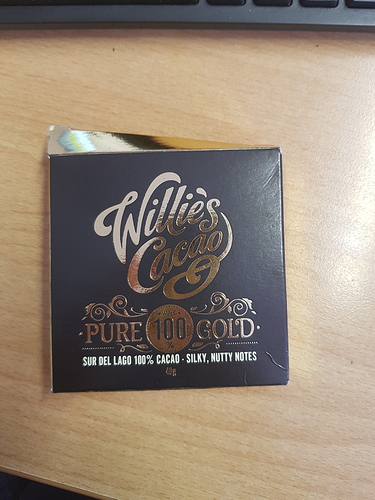 Willie's
Cacao
PURE 100 % GOLD
SUR DEL LAGO 100% CACAO · SILKY, NUTTY NOTES